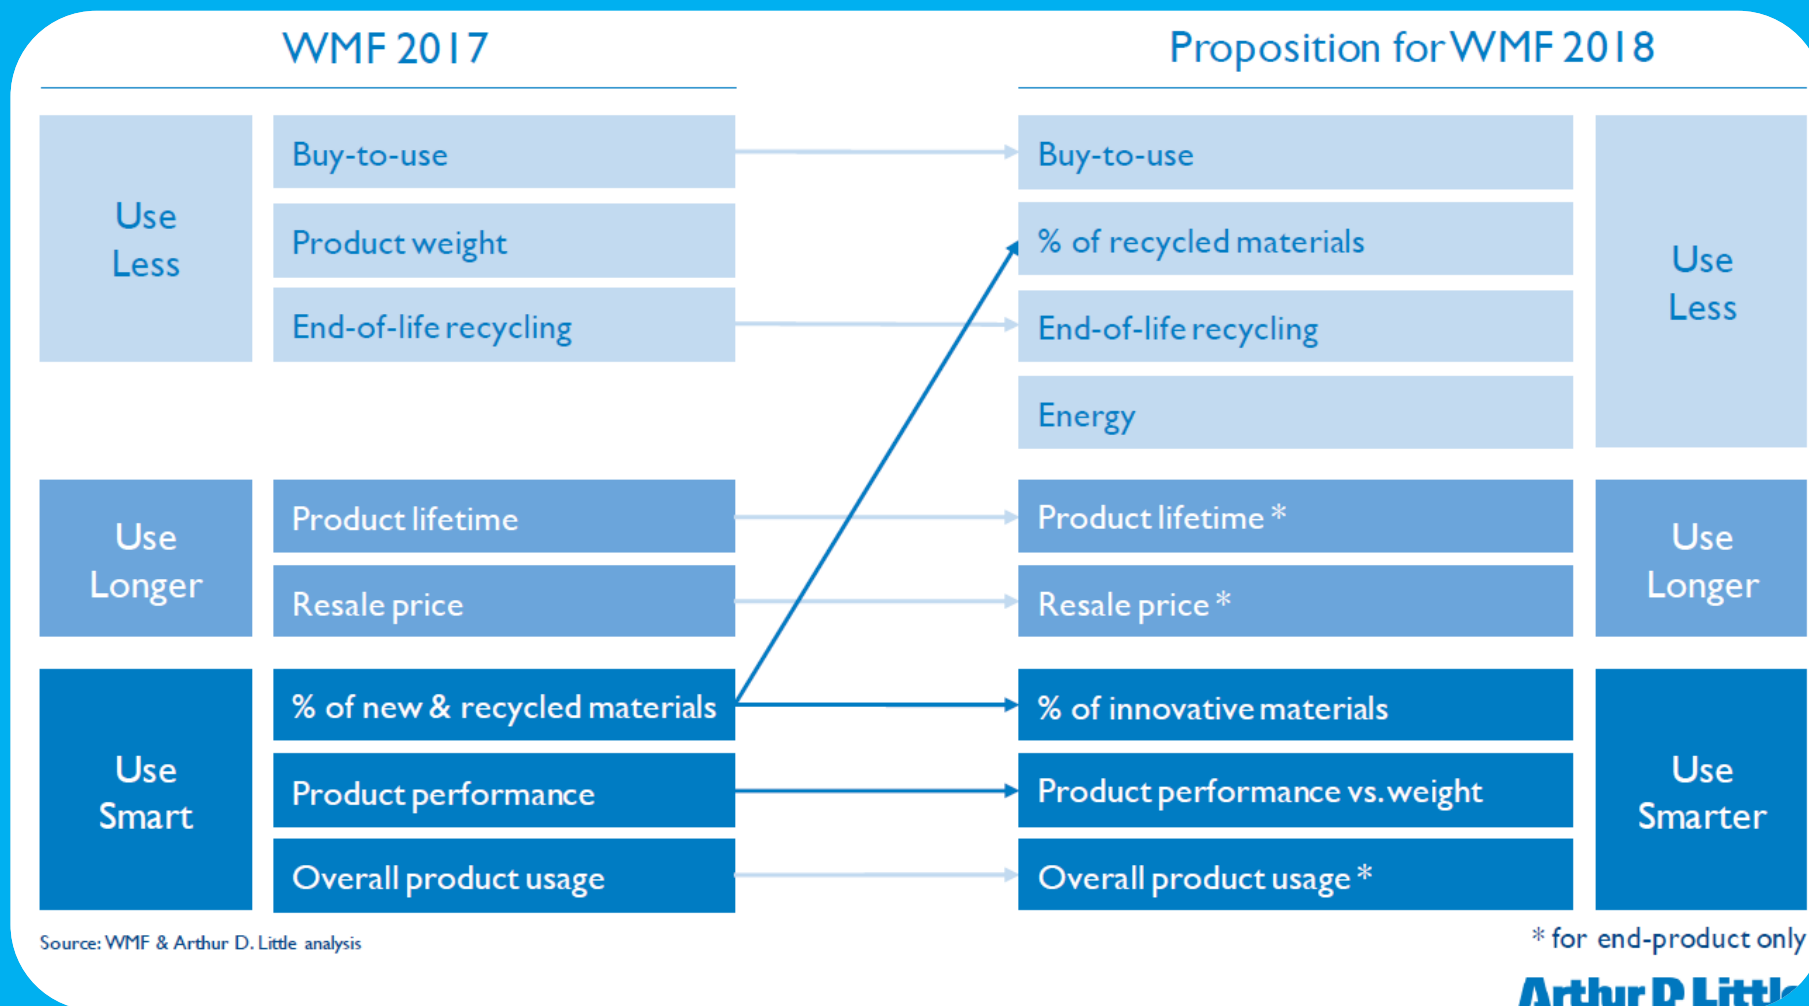 WMF 2017
Proposition for WMF 2018
Use
Less
Buy-to-use
Product weight
End-of-life recycling
Buy-to-use
% of recycled materials
End-of-life recycling
Energy
Use
Less
Use
Longer
Product lifetime
Resale price
Product lifetime *
Resale price *
Use
Longer
Use
Smart
% of new & recycled materials
Product performance
Overall product usage
% of innovative materials
Product performance vs. weight
Overall product usage *
Use
Smarter
Source: WMF & Arthur D. Little analysis
* for end-product only
Arthur D Little